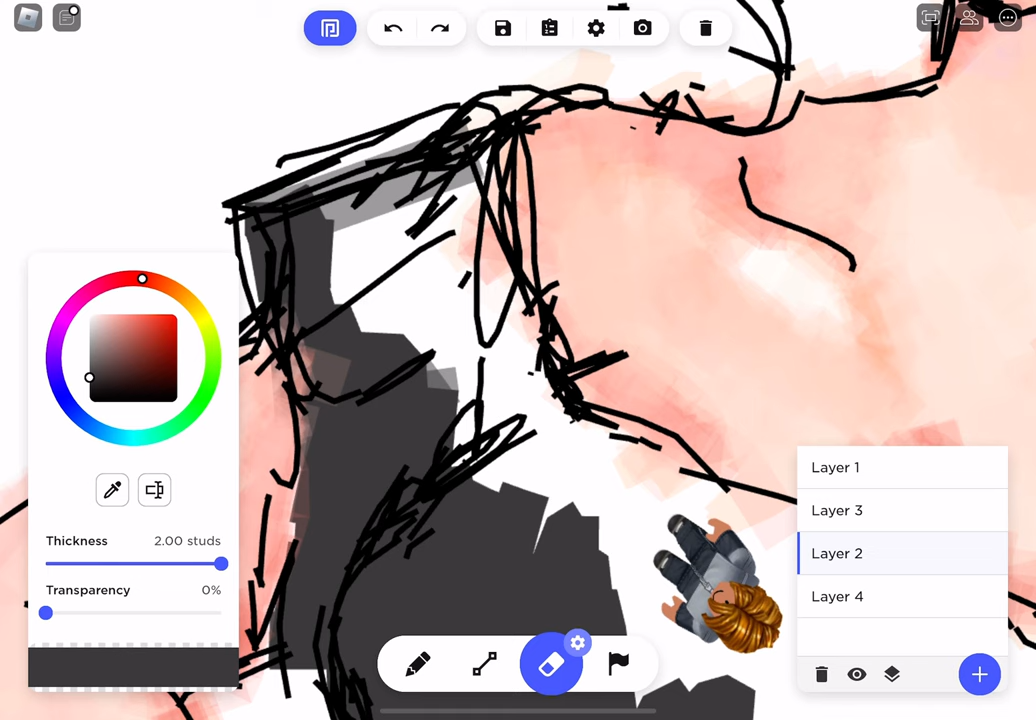 Thickness 2.00 studs
Transparency 0%
Layer 1
Layer 3
Layer 2
Layer 4